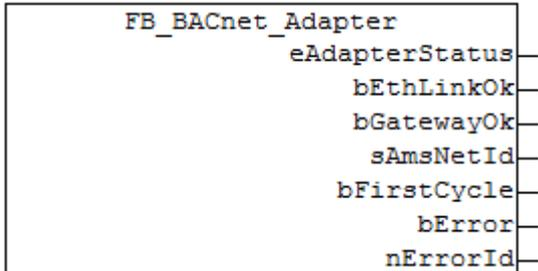 FB_BACnet_Adapter
eAdapterStatus
bEthLinkOk
bGatewayOk
sAmsNetId
bFirstCycle
bError
nErrorId